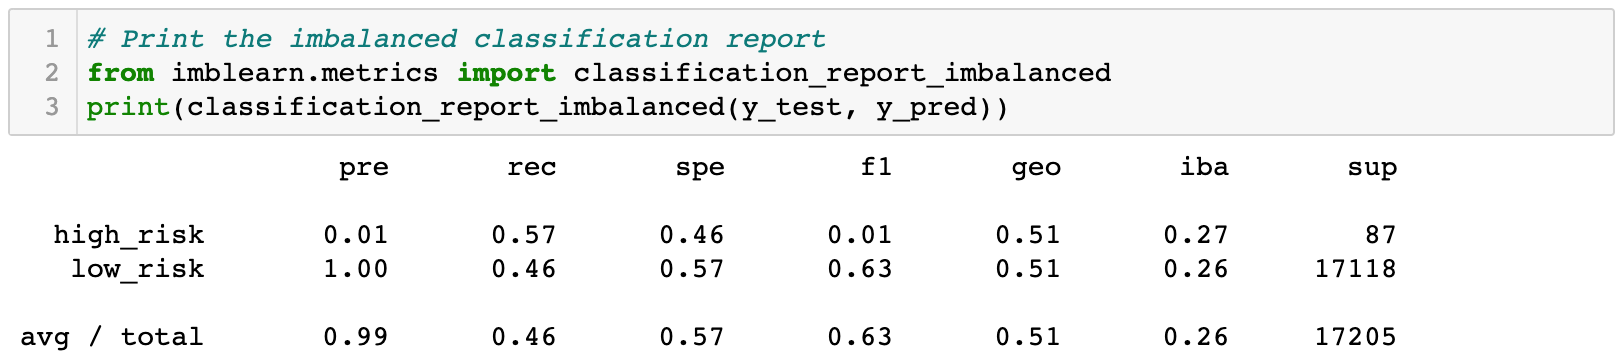 1 # Print the imbalanced classification report
2 from imblearn.metrics import classification_report_imbalanced
3 print(classification_report_imbalanced(y_test, y_pred))
pre rec spe f1 geo iba sup
high_risk 0.01 0.57 0.46 0.01 0.51 0.27 87
low_risk 1.00 0.46 0.57 0.63 0.51 0.26 17118
avg / total 0.99 0.46 0.57 0.63 0.51 0.26 17205